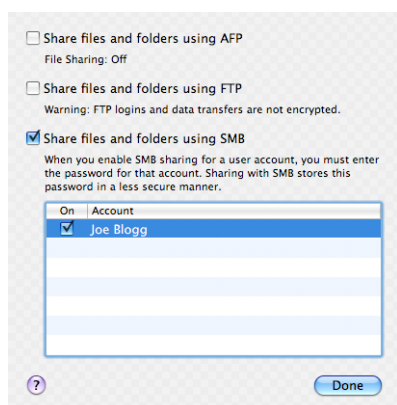 Share files and folders using AFP
File Sharing: Off
Share files and folders using FTP
Warning: FTP logins and data transfers are not encrypted.
Share files and folders using SMB
When you enable SMB sharing for a user account, you must enter
the password for that account. Sharing with SMB stores this
password in a less secure manner.
On Account
Joe Blogg
? Done